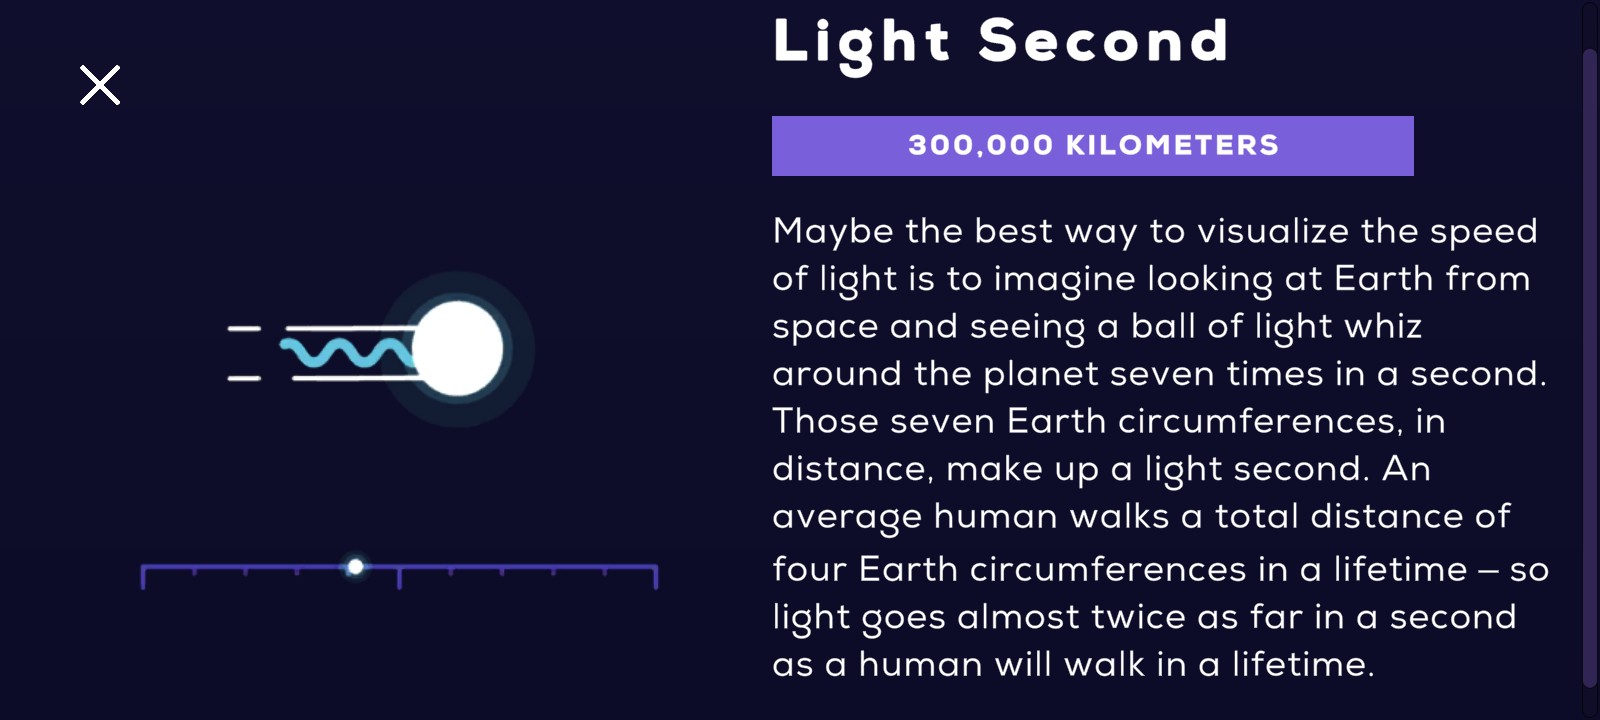 Light Second
300,000 KILOMETERS
Maybe the best way to visualize the speed
of light is to imagine looking at Earth from
space and seeing a ball of light whiz
around the planet seven times in a second.
Those seven Earth circumferences, in
distance, make up a light second. An
average human walks a total distance of
four Earth circumferences in a lifetime – so
light goes almost twice as far in a second
as a human will walk in a lifetime.